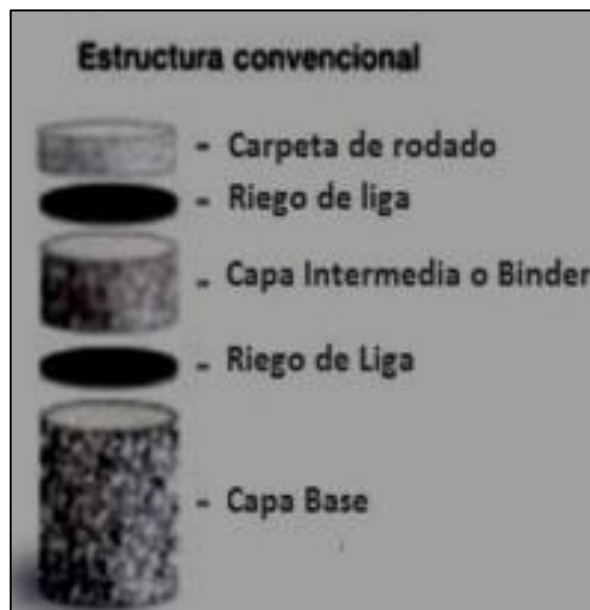 Estructura convencional
- Carpeta de rodado
- Riego de liga
- Capa Intermedia o Binder
- Riego de Liga
- Capa Base